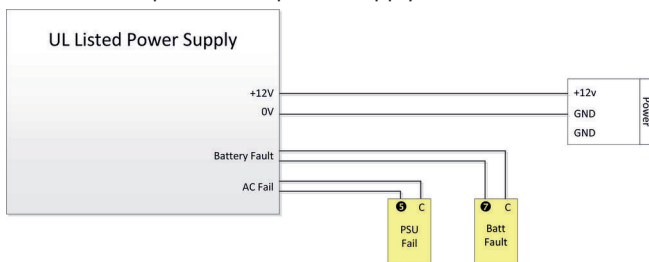 UL Listed Power Supply
+12V
0V
Battery Fault
AC Fail
+12v
GND
GND
Power
5 C
PSU
Fail
7 C
Batt
Fault